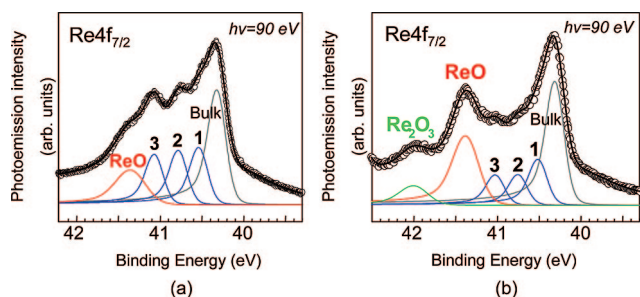 Re4f7/2
hν=90 eV
Photoemission intensity
(arb. units)
ReO
3
2
1
Bulk
42
41
40
Binding Energy (eV)
(a)
Re4f7/2
hν=90 eV
Photoemission intensity
(arb. units)
Re2O3
ReO
3
2
1
Bulk
42
41
40
Binding Energy (eV)
(b)